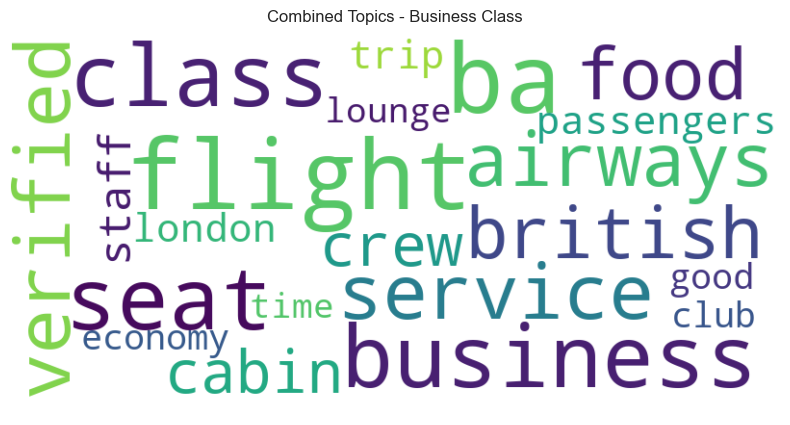 Combined Topics - Business Class
verified
class
trip
ba
food
lounge
passengers
staff
flight
airways
london
crew
british
seat
time
service
good
club
economy
cabin
business